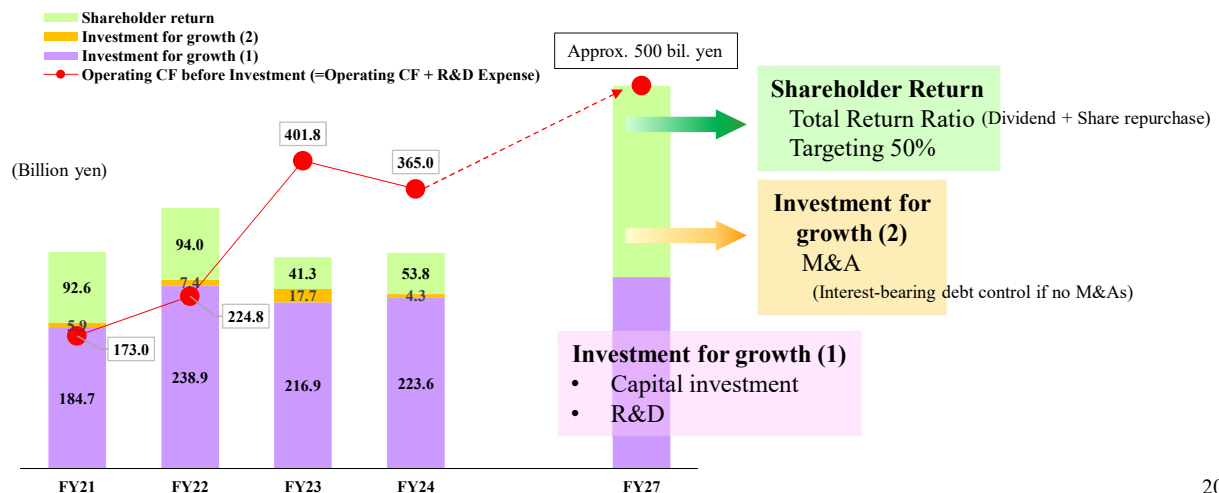 Shareholder return
Investment for growth (2)
Investment for growth (1)
Operating CF before Investment (=Operating CF + R&D Expense)
(Billion yen)
Approx. 500 bil. yen
401.8
365.0
94.0
92.6
41.3
53.8
7.4
17.7
4.3
5.9
224.8
173.0
184.7
238.9
216.9
223.6
Shareholder Return
Total Return Ratio (Dividend + Share repurchase)
Targeting 50%
Investment for
growth (2)
M&A
(Interest-bearing debt control if no M&As)
Investment for growth (1)
• Capital investment
• R&D
FY21 FY22 FY23 FY24 FY27
20